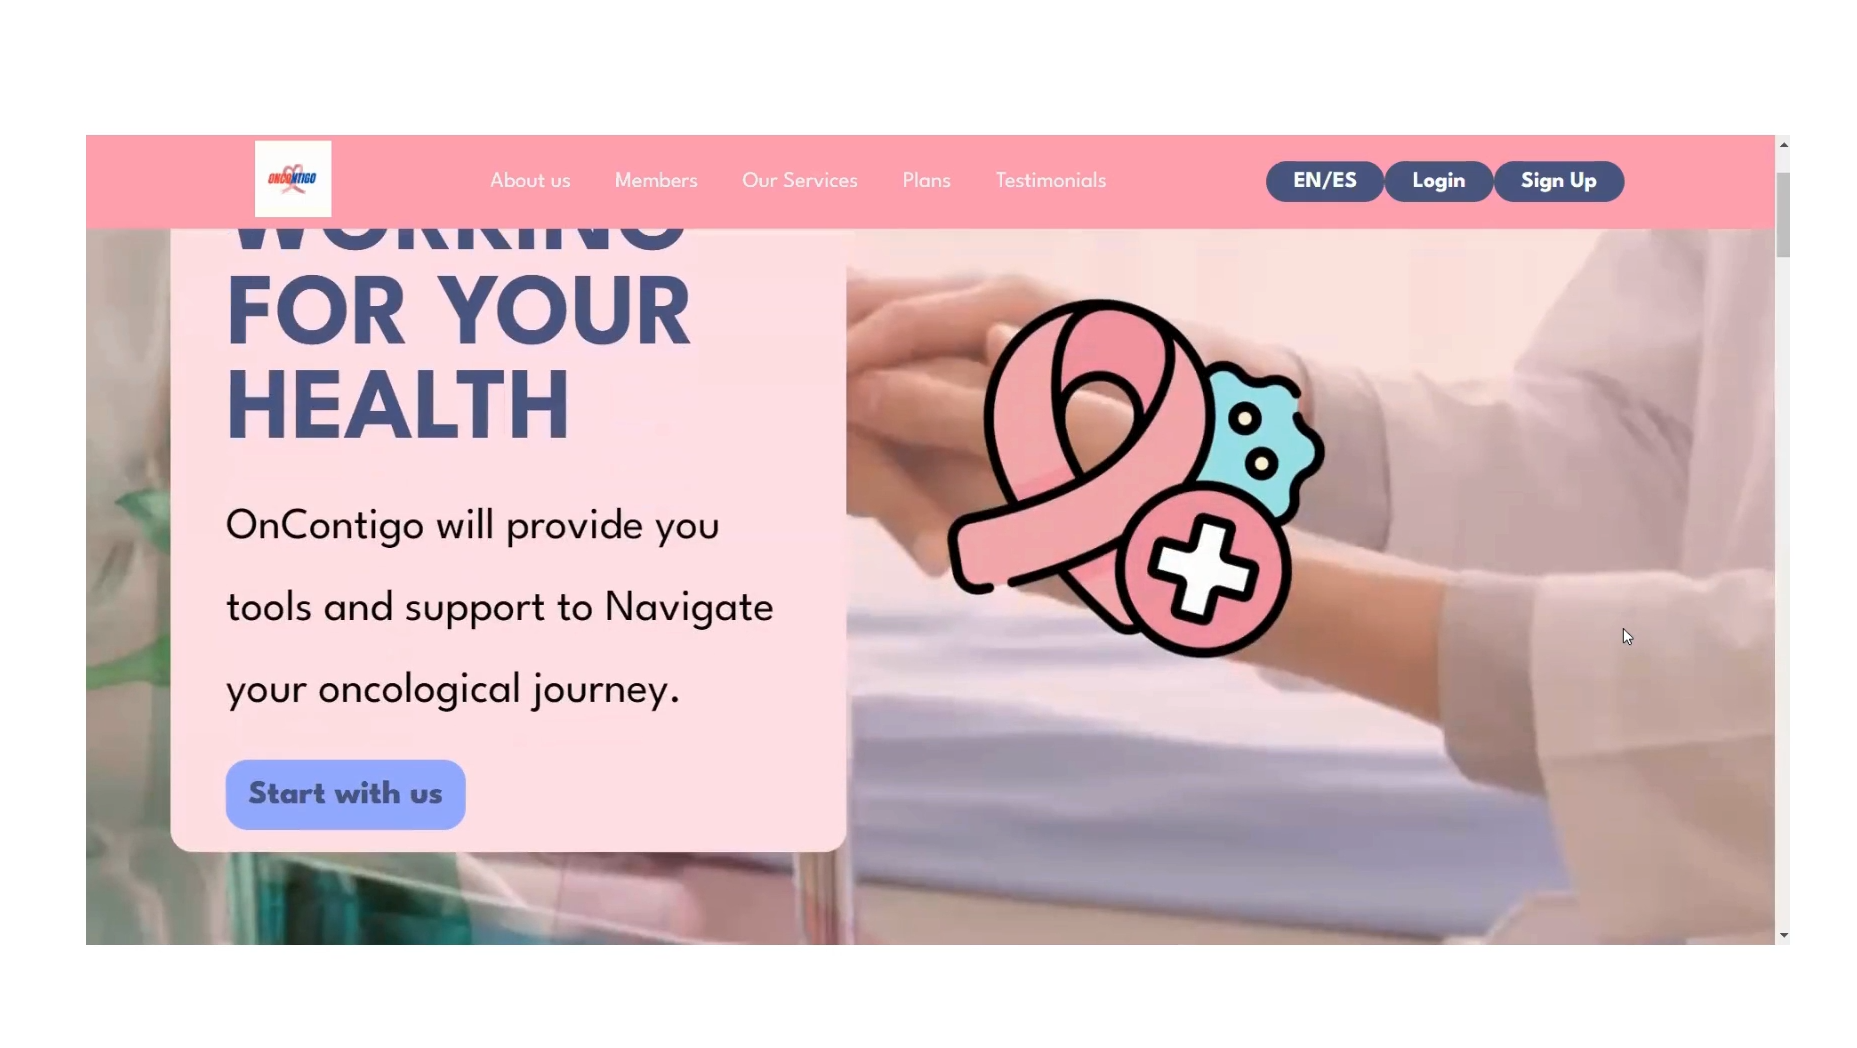 ONCONTIGO
About us
Members
Our Services
Plans
Testimonials
EN/ES
Login
Sign Up
WORKING
FOR YOUR
HEALTH
OnContigo will provide you
tools and support to Navigate
your oncological journey.
Start with us